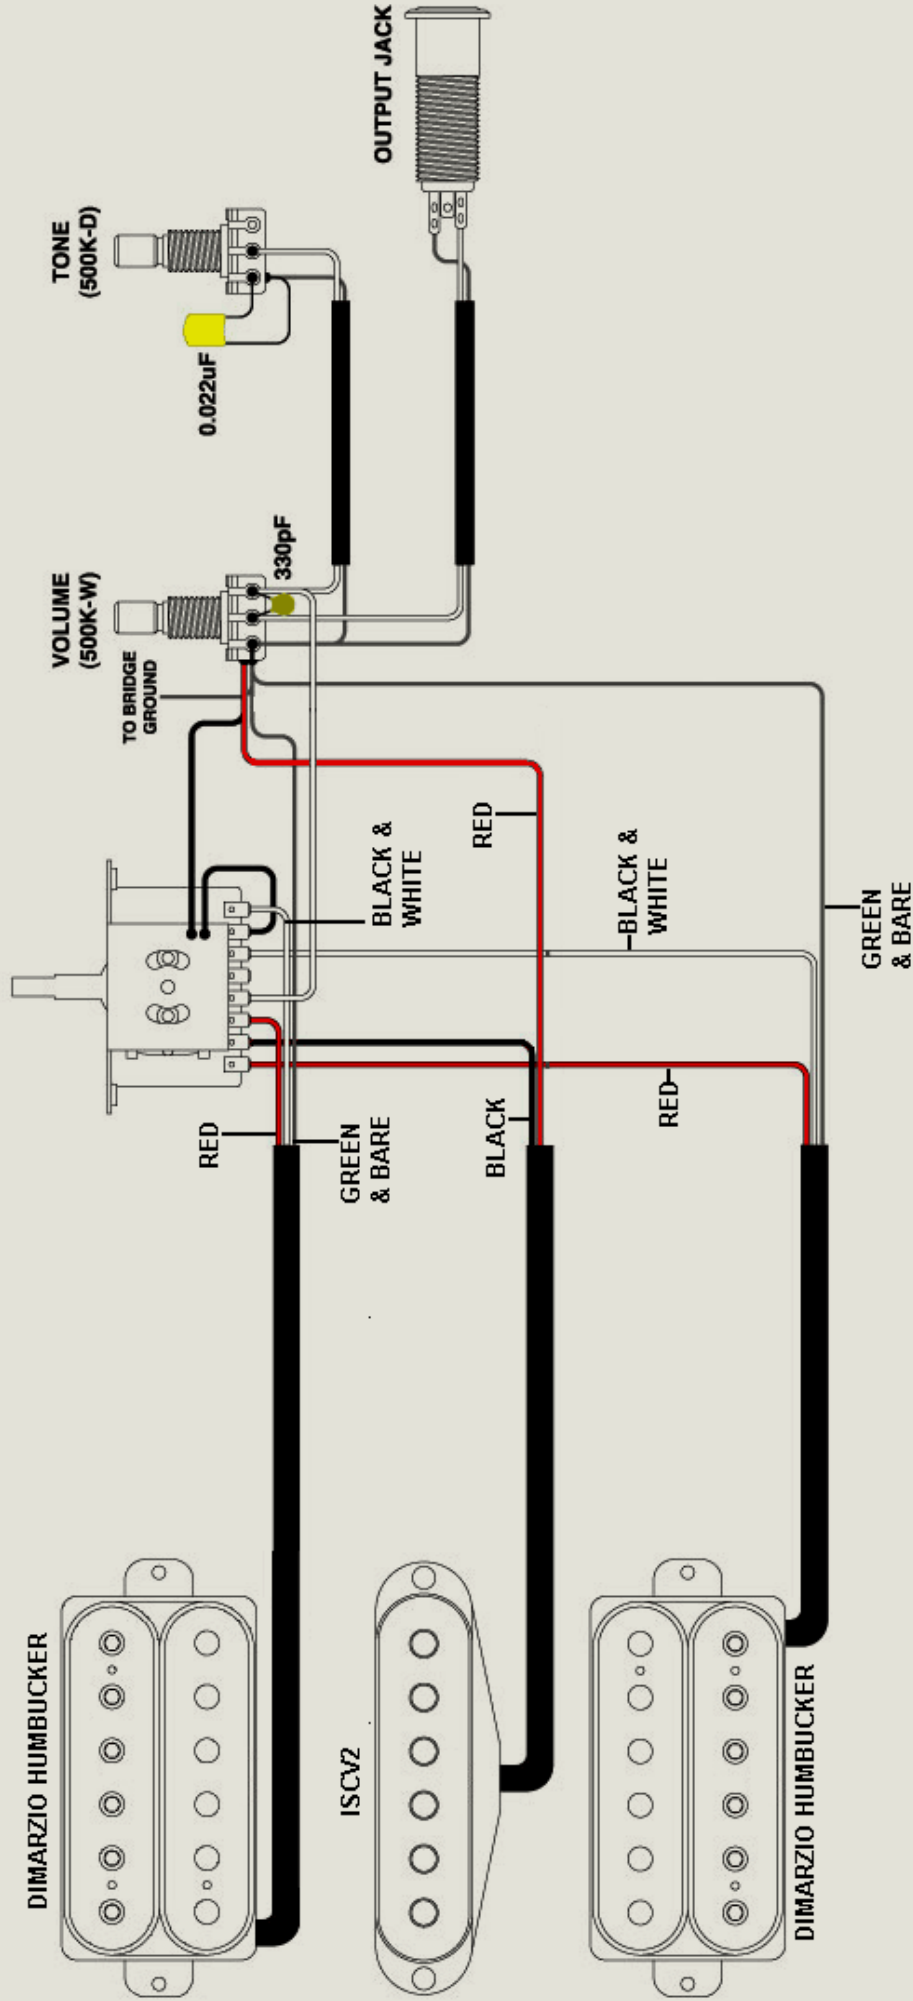 OUTPUT JACK
TONE
(500K-D)
0.022uF
VOLUME
(500K-W)
330pF
TO BRIDGE
GROUND
BLACK &
WHITE
RED
BLACK &
WHITE
GREEN
& BARE
RED
GREEN
& BARE
BLACK
RED
DIMARZIO HUMBUCKER
ISCV2
DIMARZIO HUMBUCKER